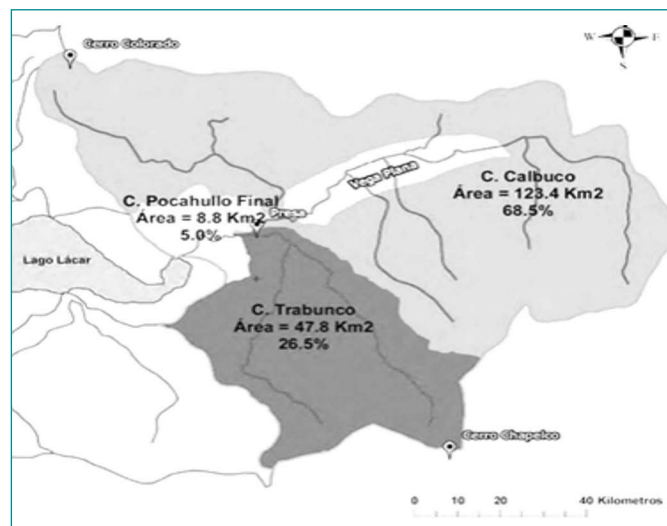 Cerro Colorado
W E
S
Vega Plana
C. Calbuco
Área = 123.4 Km2
68.5%
C. Pocahullo Final
Área = 8.8 Km2
5.0%
Presa
Lago Lácar
C. Trabunco
Área = 47.8 Km2
26.5%
Cerro Chapelco
0 10 20 40 Kilometros